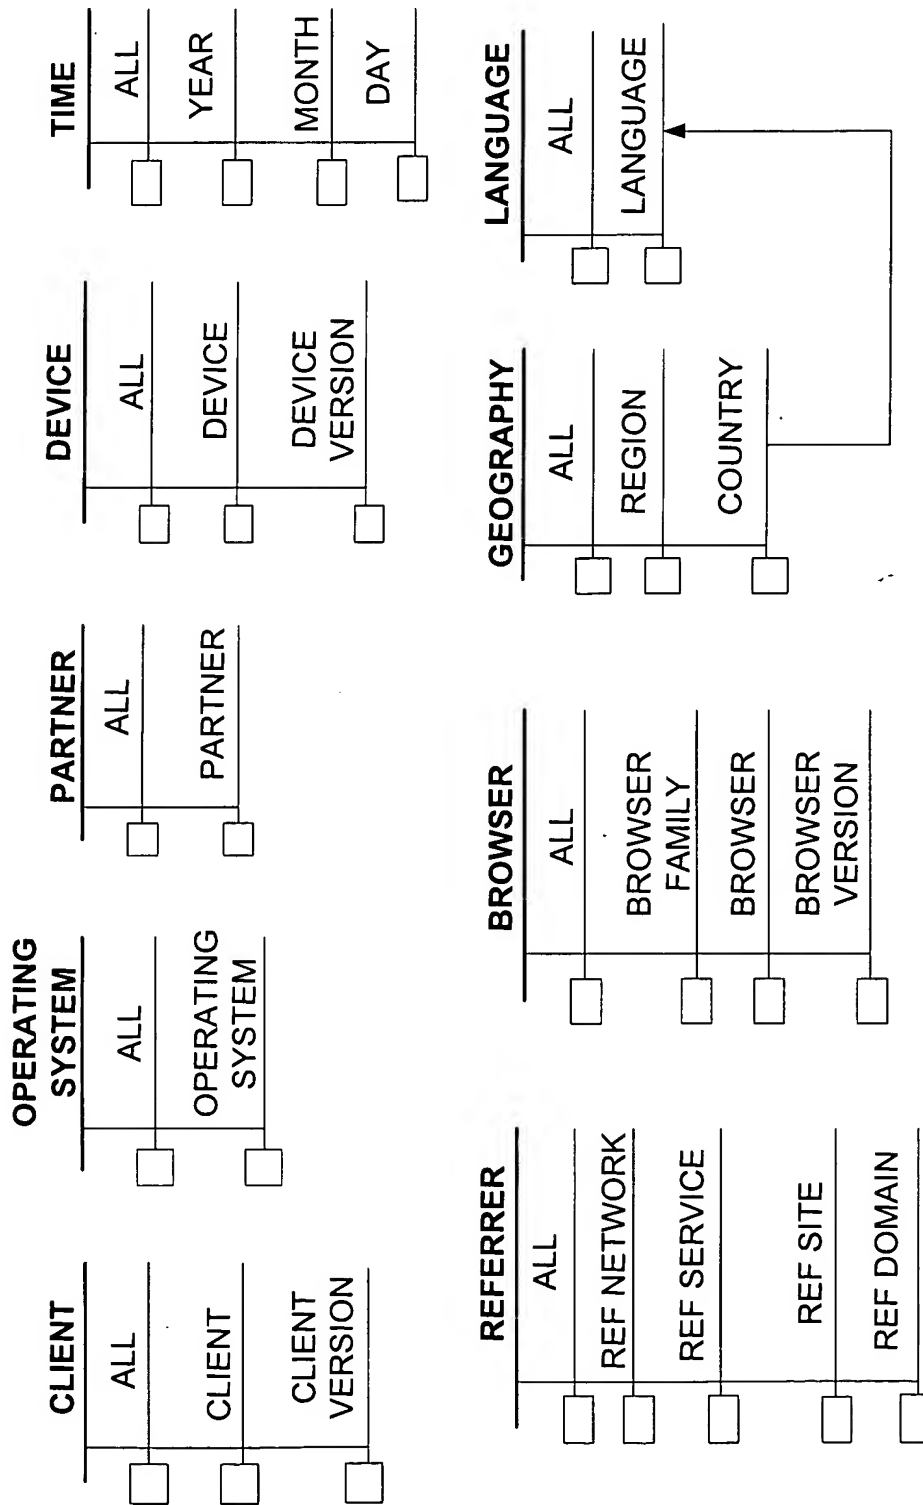 CLIENT
ALL
CLIENT
CLIENT
VERSION
OPERATING
SYSTEM
ALL
OPERATING
SYSTEM
PARTNER
ALL
PARTNER
DEVICE
ALL
DEVICE
DEVICE
VERSION
TIME
ALL
YEAR
MONTH
DAY
REFERRER
ALL
REF NETWORK
REF SERVICE
REF SITE
REF DOMAIN
BROWSER
ALL
BROWSER
FAMILY
BROWSER
BROWSER
VERSION
GEOGRAPHY
ALL
REGION
COUNTRY
LANGUAGE
ALL
LANGUAGE